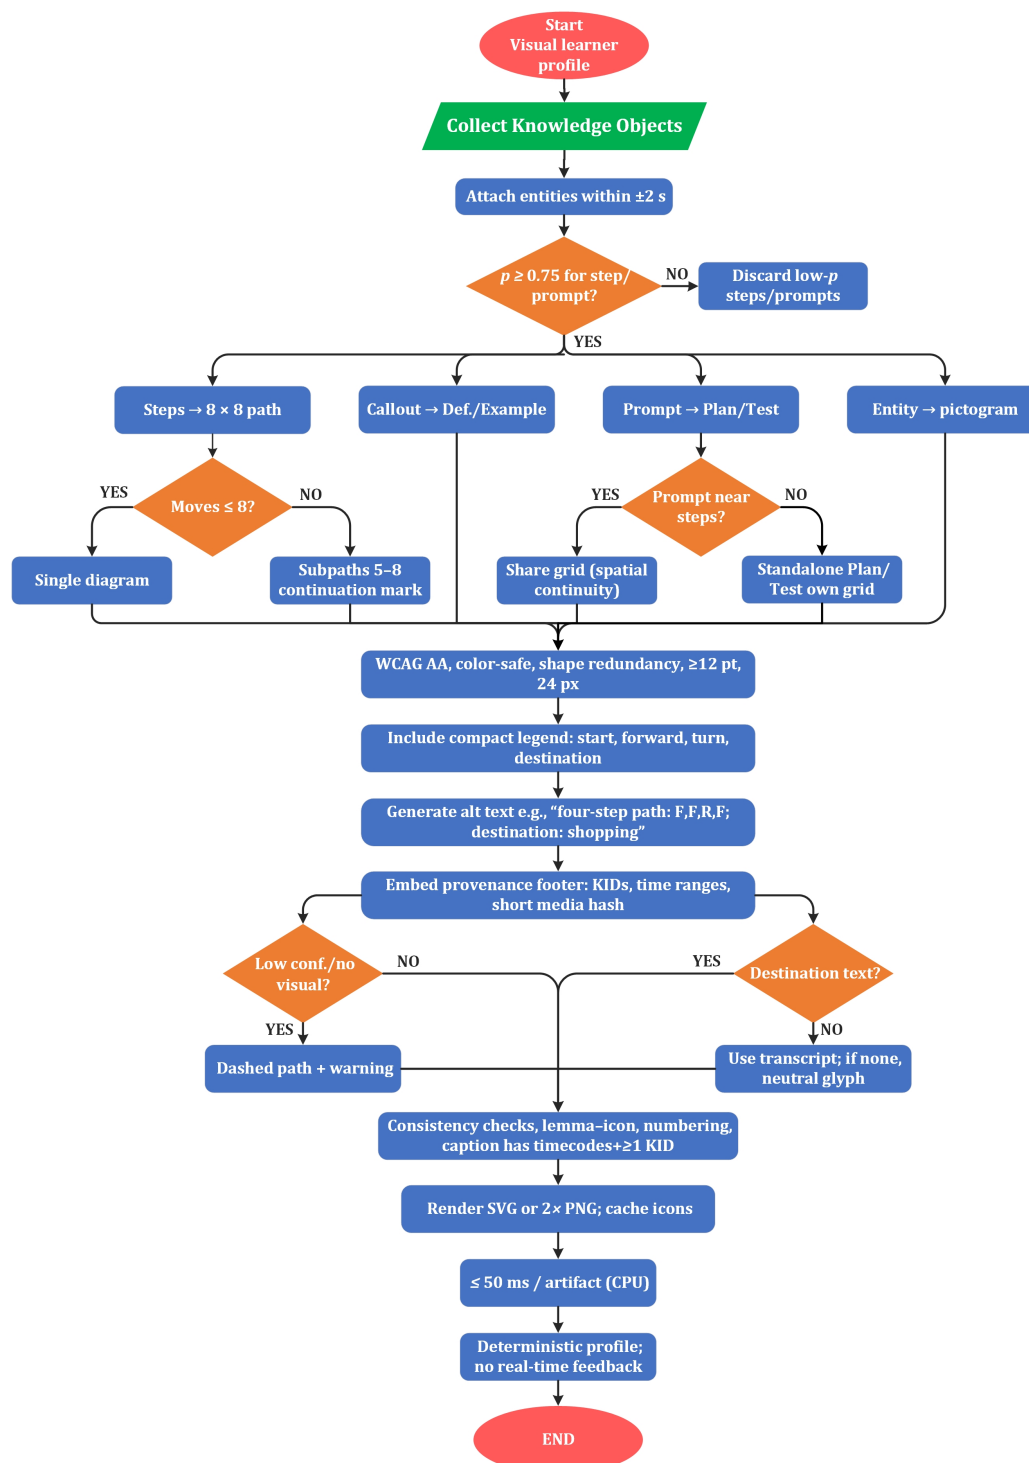 Start
Visual learner
profile
Collect Knowledge Objects
Attach entities within ±2 s
p ≥ 0.75 for step/
prompt?
NO
Discard low-p
steps/prompts
YES
Steps → 8 × 8 path
Callout → Def./Example
Prompt → Plan/Test
Entity → pictogram
YES
Moves ≤ 8?
NO
YES
Prompt near
steps?
NO
Single diagram
Subpaths 5–8
continuation mark
Share grid (spatial
continuity)
Standalone Plan/
Test own grid
WCAG AA, color-safe, shape redundancy, ≥12 pt,
24 px
Include compact legend: start, forward, turn,
destination
Generate alt text e.g., “four-step path: F,F,R,F;
destination: shopping”
Embed provenance footer: KIDs, time ranges,
short media hash
Low conf./no
visual?
NO
YES
Destination text?
YES
NO
Dashed path + warning
Use transcript; if none,
neutral glyph
Consistency checks, lemma–icon, numbering,
caption has timecodes+≥1 KID
Render SVG or 2× PNG; cache icons
≤ 50 ms / artifact (CPU)
Deterministic profile;
no real-time feedback
END